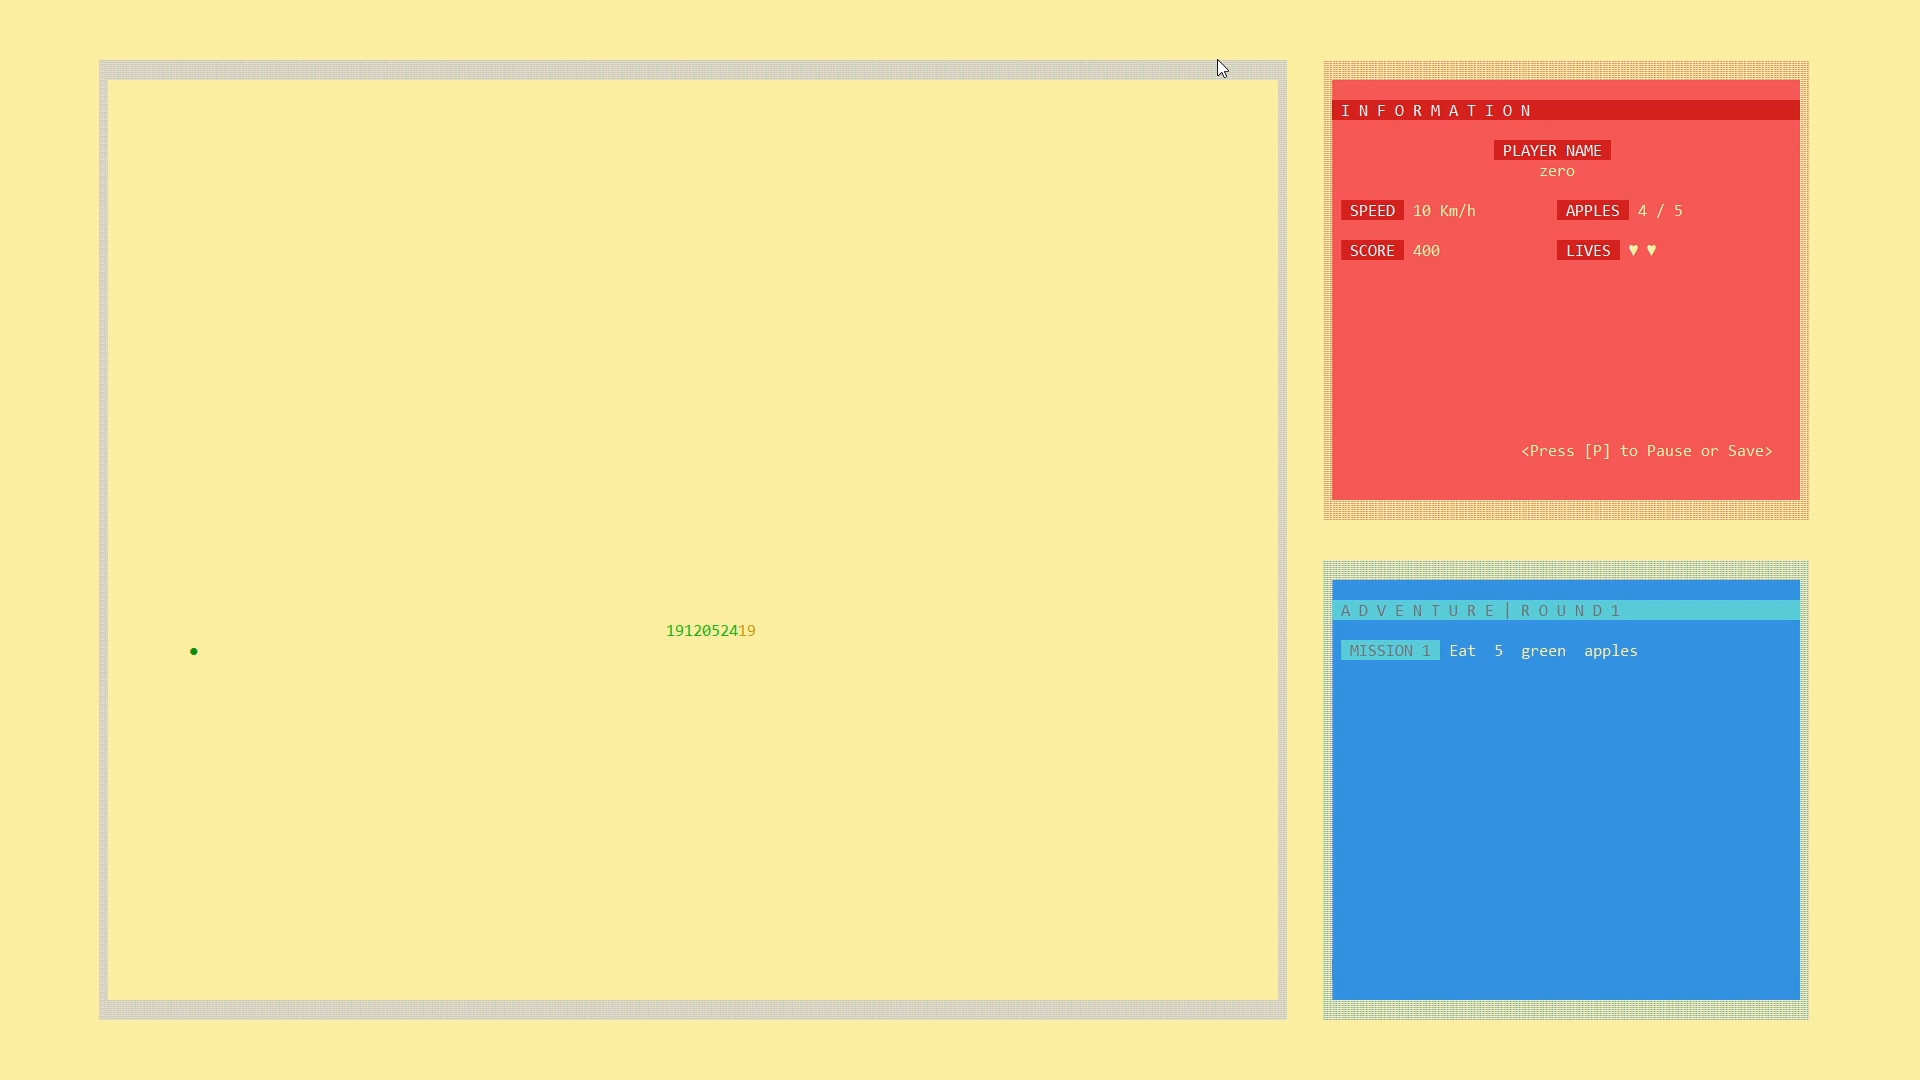 INFORMATION
PLAYER NAME
zero
SPEED 10 Km/h APPLES 4 / 5
SCORE 400 LIVES ♥ ♥
<Press [P] to Pause or Save>
1912052419
ADVENTURE|ROUND1
MISSION 1 Eat 5 green apples